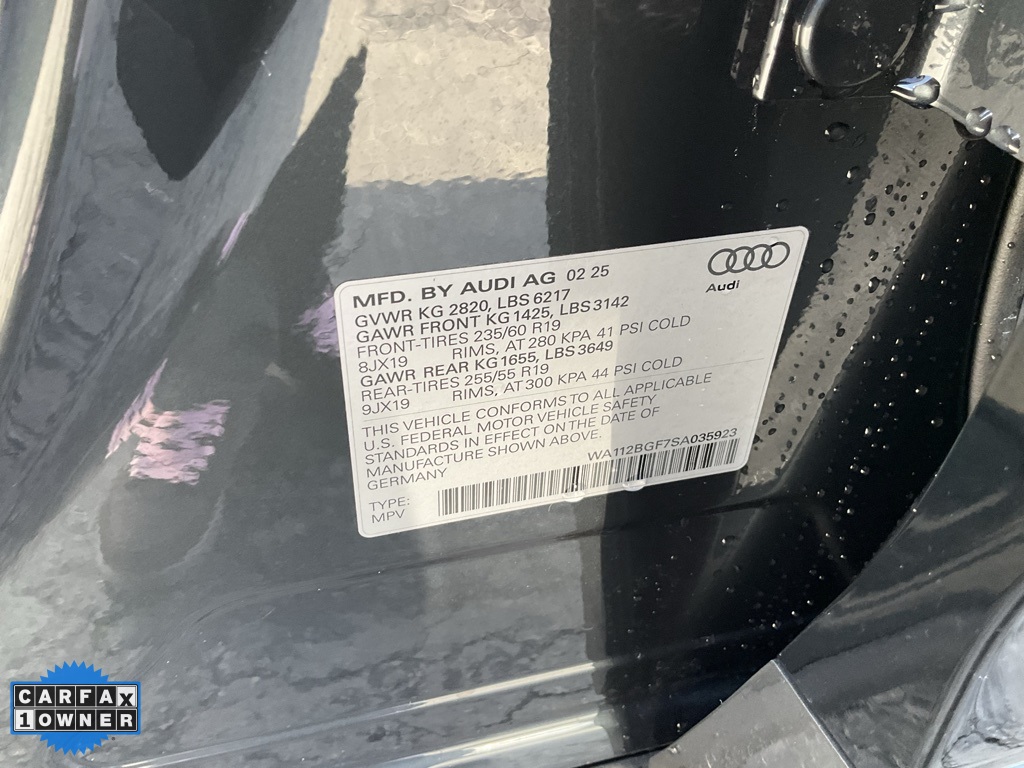 MFD. BY AUDI AG 02 25
Audi
GVWR KG 2820, LBS 6217
GAWR FRONT KG 1425, LBS 3142
FRONT-TIRES 235/60 R19
8JX19 RIMS, AT 280 KPA 41 PSI COLD
GAWR REAR KG 1655, LBS 3649
REAR-TIRES 255/55 R19
9JX19 RIMS, AT 300 KPA 44 PSI COLD
THIS VEHICLE CONFORMS TO ALL APPLICABLE
U.S. FEDERAL MOTOR VEHICLE SAFETY
STANDARDS IN EFFECT ON THE DATE OF
MANUFACTURE SHOWN ABOVE.
GERMANY
WA112BGF7SA035923
TYPE:
MPV
CARFAX
1 OWNER